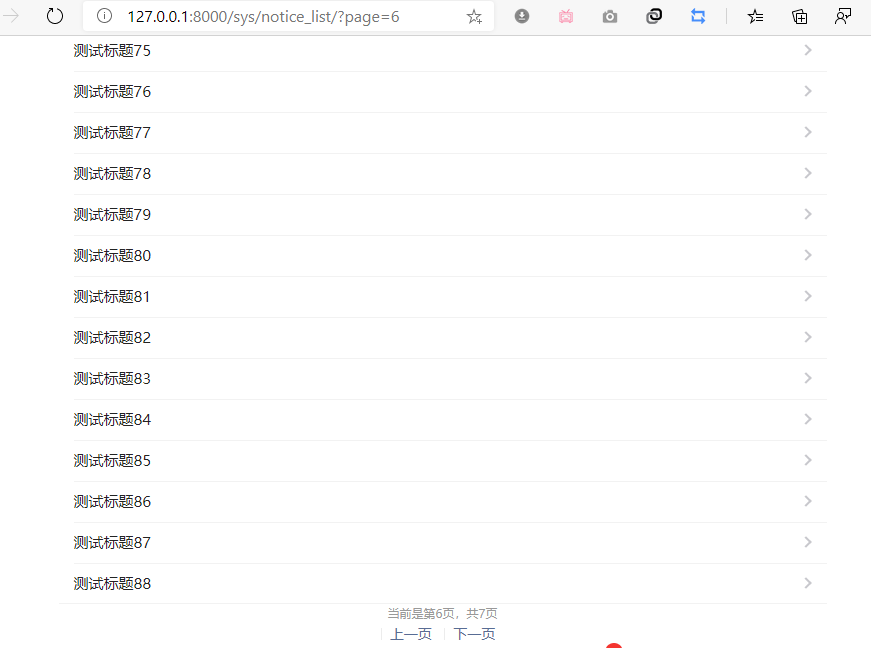 127.0.0.1:8000/sys/notice_list/?page=6
测试标题75
测试标题76
测试标题77
测试标题78
测试标题79
测试标题80
测试标题81
测试标题82
测试标题83
测试标题84
测试标题85
测试标题86
测试标题87
测试标题88
当前是第6页，共7页
上一页 下一页